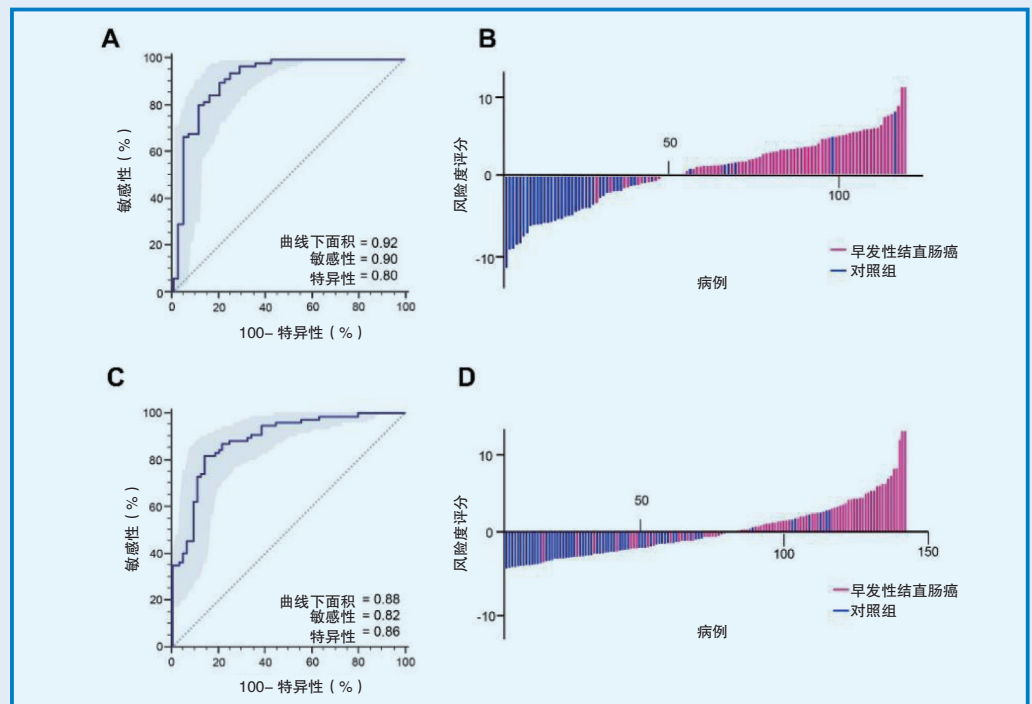 A
敏感性（%）
100
80
60
40
20
0
0
20
40
60
80
100
曲线下面积 = 0.92
敏感性 = 0.90
特异性 = 0.80
100– 特异性（%）
B
风险度评分
10
0
-10
50
100
早发性结直肠癌
对照组
病例
C
敏感性（%）
100
80
60
40
20
0
0
20
40
60
80
100
曲线下面积 = 0.88
敏感性 = 0.82
特异性 = 0.86
100– 特异性（%）
D
风险度评分
10
0
-10
50
100
150
早发性结直肠癌
对照组
病例